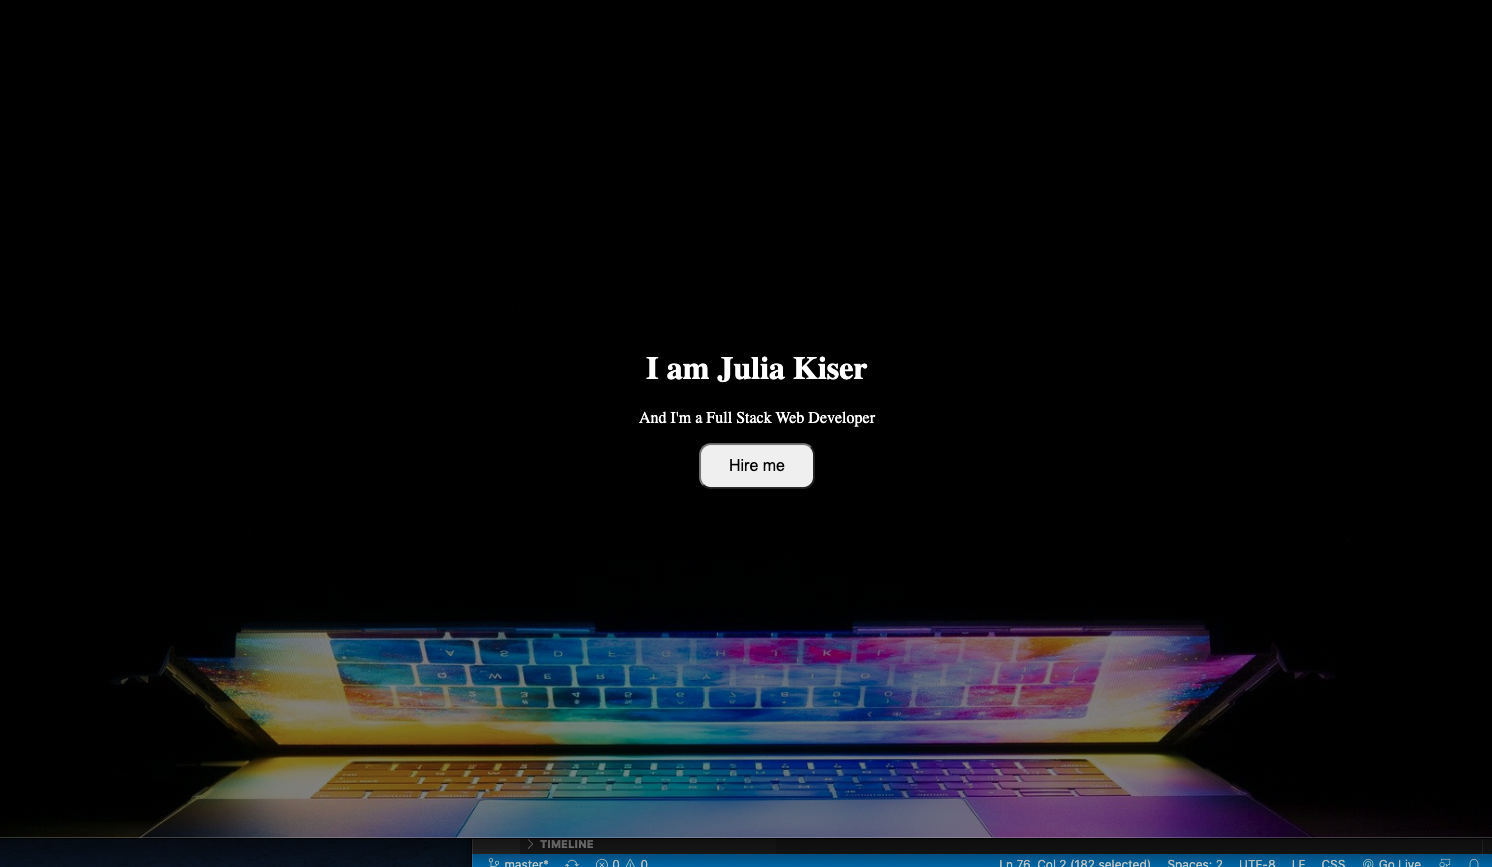 I am Julia Kiser
And I'm a Full Stack Web Developer
Hire me
TIMELINE
master* 0 0 Ln 76, Col 2 (182 selected) Spaces: 2 UTF-8 LF CSS Go Live